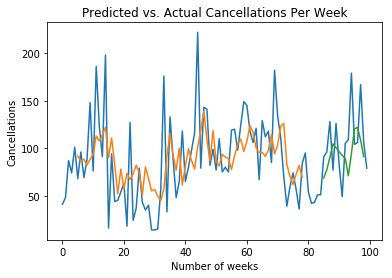 Predicted vs. Actual Cancellations Per Week
Cancellations
200
150
100
50
0 20 40 60 80 100
Number of weeks